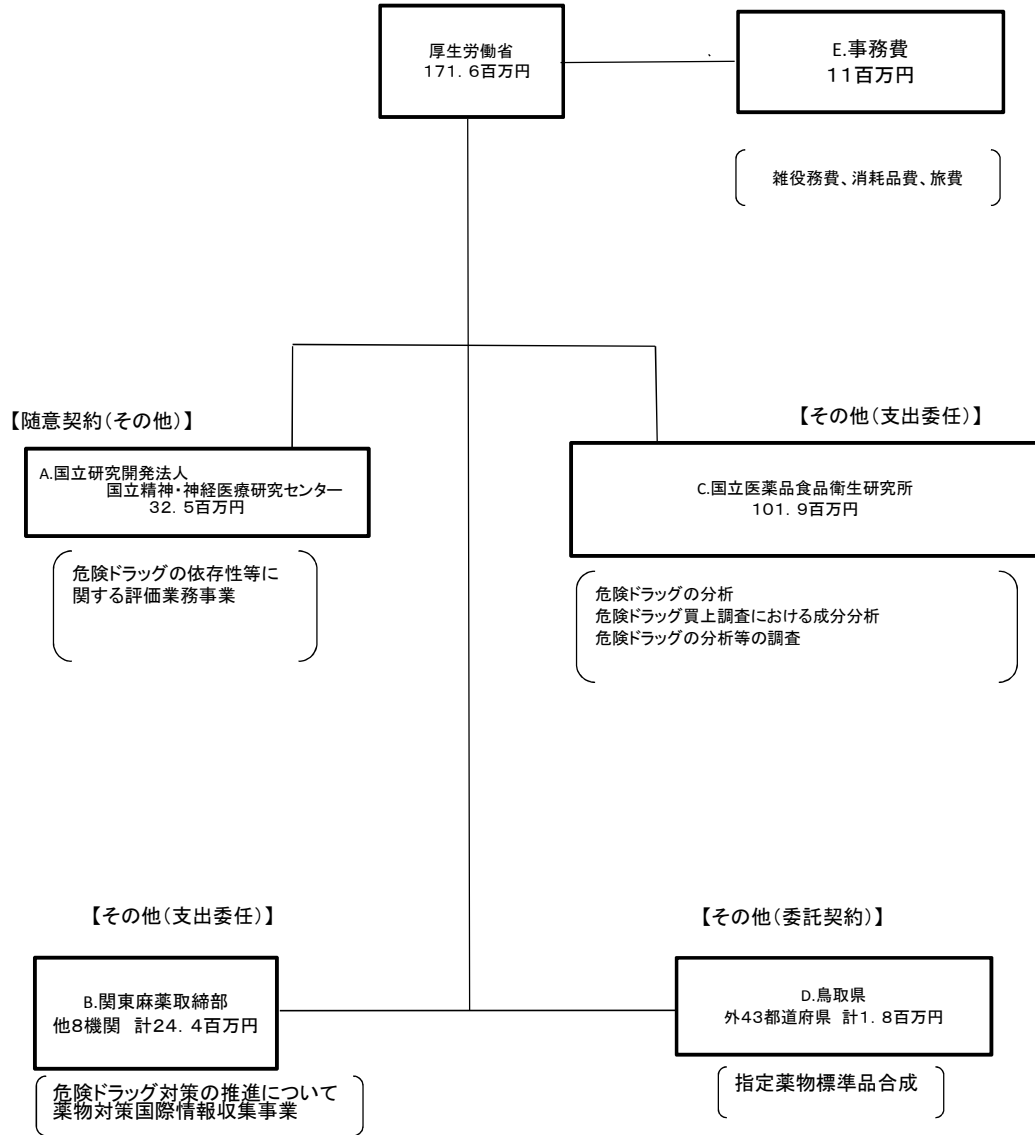 厚生労働省
171．6百万円
E.事務費
11百万円
雑役務費、消耗品費、旅費
【随意契約（その他）】
A.国立研究開発法人
国立精神・神経医療研究センター
32．5百万円
危険ドラッグの依存性等に
関する評価業務事業
【その他（支出委任）】
C.国立医薬品食品衛生研究所
101．9百万円
危険ドラッグの分析
危険ドラッグ買上調査における成分分析
危険ドラッグの分析等の調査
【その他（支出委任）】
B.関東麻薬取締部
他8機関　計24．4百万円
危険ドラッグ対策の推進について
薬物対策国際情報収集事業
【その他（委託契約）】
D.鳥取県
外43都道府県　計1．8百万円
指定薬物標準品合成